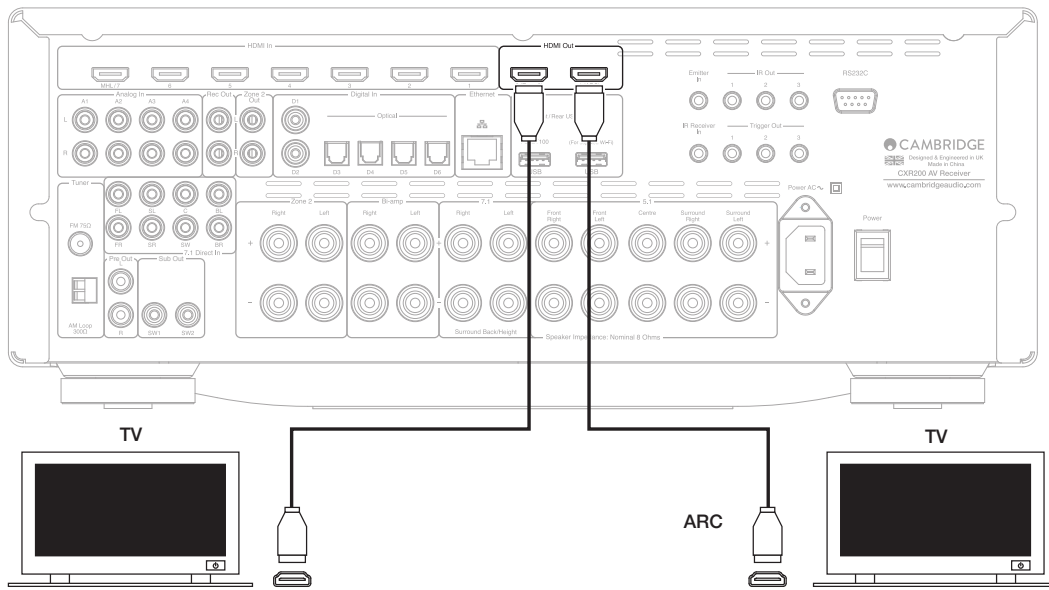 HDMI In
HDMI Out
MHL/7 6 5 4 3 2 1
Emitter In
IR Out
1 2 3
RS232C
Analog In
Rec Out
Zone 2 Out
Digital In
Ethernet
A1 A2 A3 A4
D1
L
R
Optical
D2 D3 D4 D5 D6
100
Wi-Fi
USB
IR Receiver In
Trigger Out
1 2 3
CAMBRIDGE
Designed & Engineered in UK
Made in China
CXR200 AV Receiver
www.cambridgeaudio.com
Power AC
Power
Tuner
FM 75Ω
AM Loop
300Ω
FL SL C BL
FR SR SW BR
7.1 Direct In
Pre Out
L
R
Sub Out
SW1 SW2
Zone 2
Bi-amp
7.1
5.1
Right Left Right Left Right Left Front Right Front Left Centre Surround Right Surround Left
+ + +
− − −
Surround Back/Height
Speaker Impedance: Nominal 8 Ohms
TV
TV
ARC